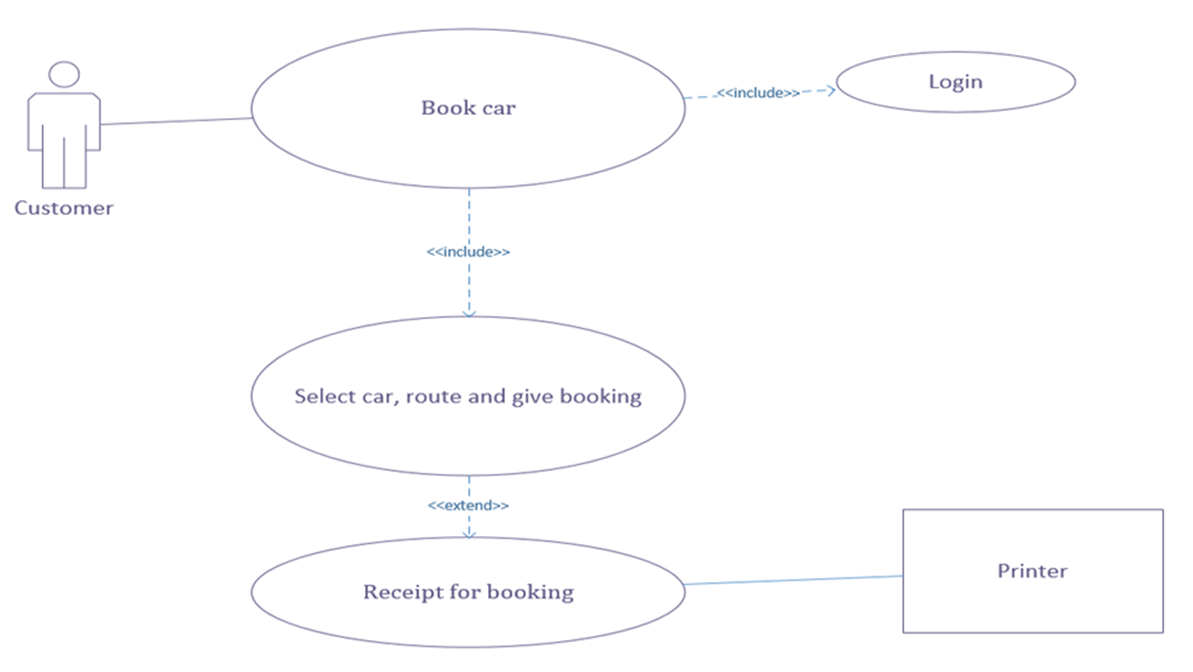 Book car
<<include>>
Login
Customer
<<include>>
Select car, route and give booking
<<extend>>
Receipt for booking
Printer